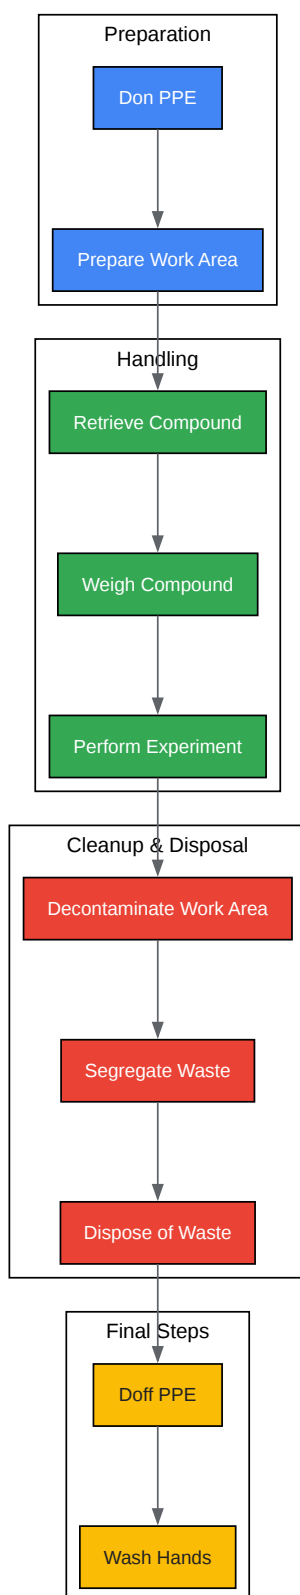 Preparation
Don PPE
Prepare Work Area
Handling
Retrieve Compound
Weigh Compound
Perform Experiment
Cleanup & Disposal
Decontaminate Work Area
Segregate Waste
Dispose of Waste
Final Steps
Doff PPE
Wash Hands